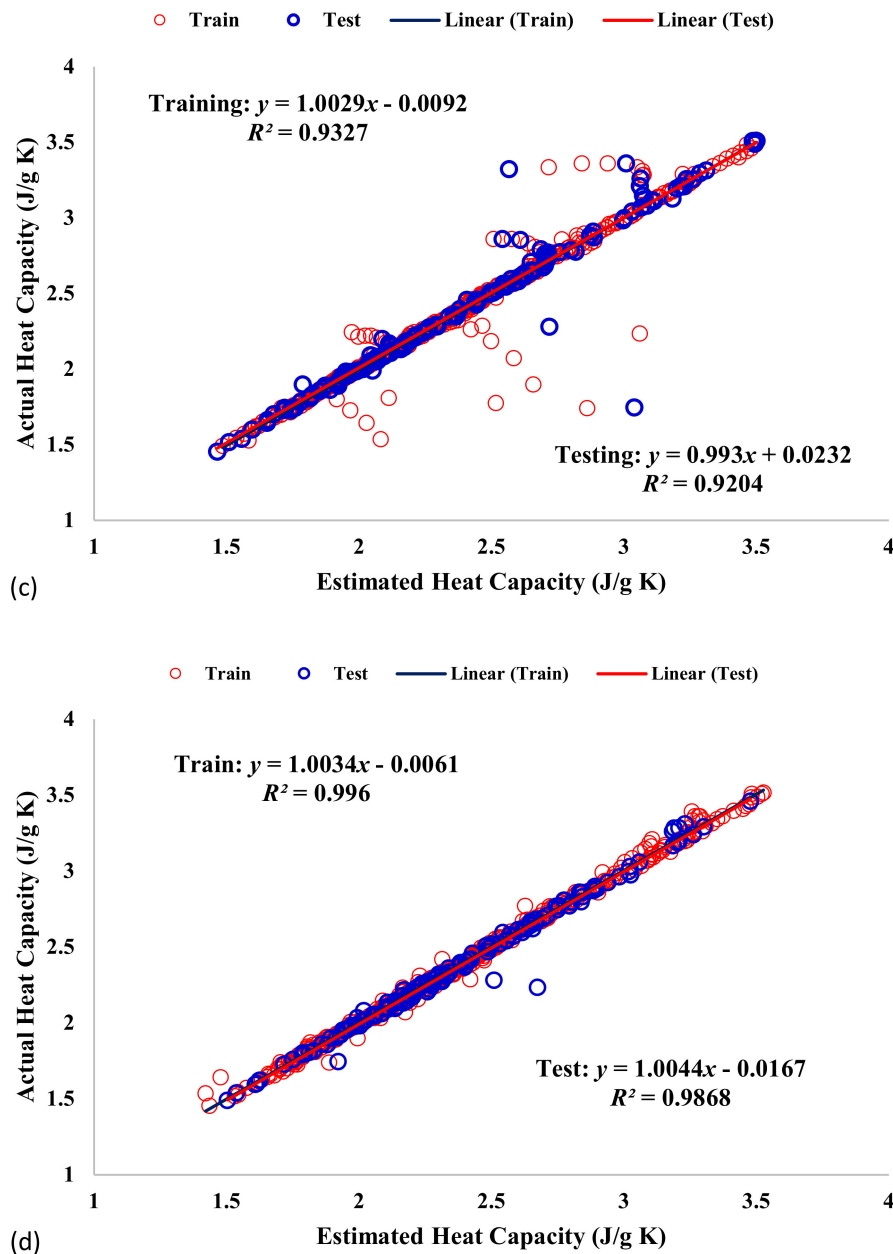 Train Test Linear (Train) Linear (Test)
4
Training: y = 1.0029x - 0.0092
R² = 0.9327
3.5
3
2.5
2
1.5
1
Actual Heat Capacity (J/g K)
Testing: y = 0.993x + 0.0232
R² = 0.9204
1 1.5 2 2.5 3 3.5 4
Estimated Heat Capacity (J/g K)
(c)
Train Test Linear (Train) Linear (Test)
4
Train: y = 1.0034x - 0.0061
R² = 0.996
3.5
3
2.5
2
1.5
1
Actual Heat Capacity (J/g K)
Test: y = 1.0044x - 0.0167
R² = 0.9868
1 1.5 2 2.5 3 3.5 4
Estimated Heat Capacity (J/g K)
(d)